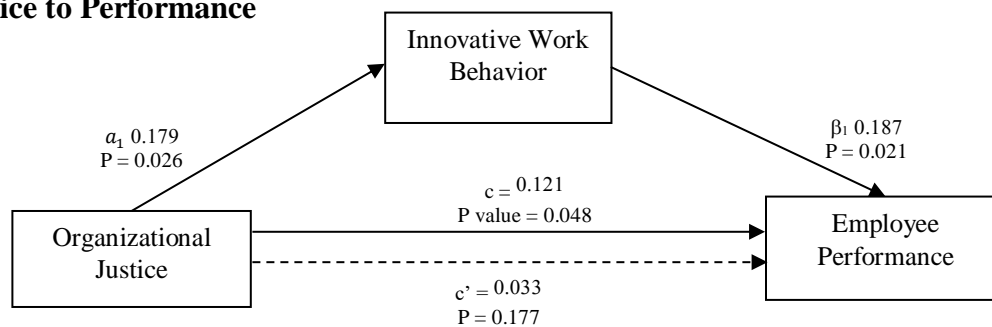 ice to Performance
Innovative Work
Behavior
a₁ 0.179
P = 0.026
β₁ 0.187
P = 0.021
c = 0.121
P value = 0.048
Organizational
Justice
Employee
Performance
c’ = 0.033
P = 0.177